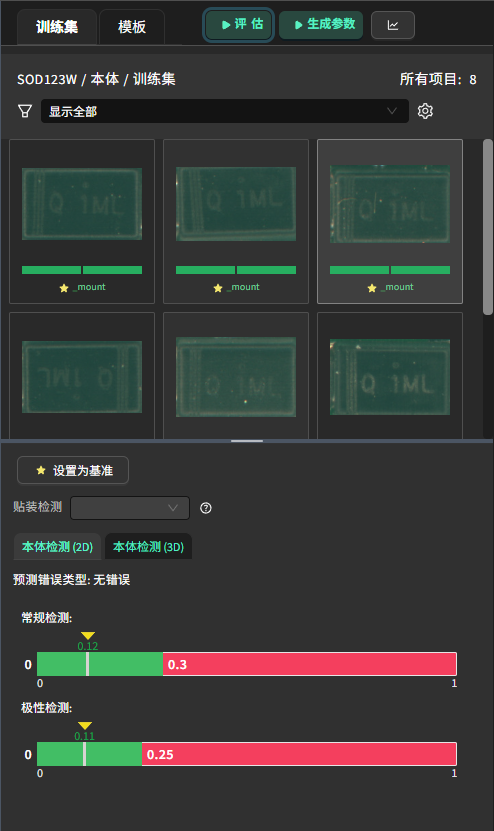 训练集 模板 评 估 生成参数
SOD123W / 本体 / 训练集 所有项目: 8
显示全部
Q 1ML Q 1ML Q 1ML
_mount _mount _mount
Q 1ML Q 1ML Q 1ML
设置为基准
贴装检测
本体检测 (2D) 本体检测 (3D)
预测错误类型: 无错误
常规检测:
0.12
0 0.3
0 1
极性检测:
0.11
0 0.25
0 1